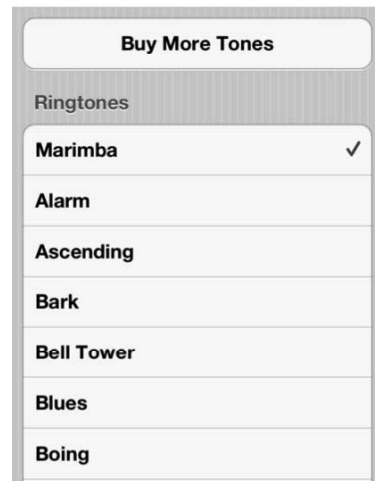 Buy More Tones
Ringtones
Marimba
Alarm
Ascending
Bark
Bell Tower
Blues
Boing